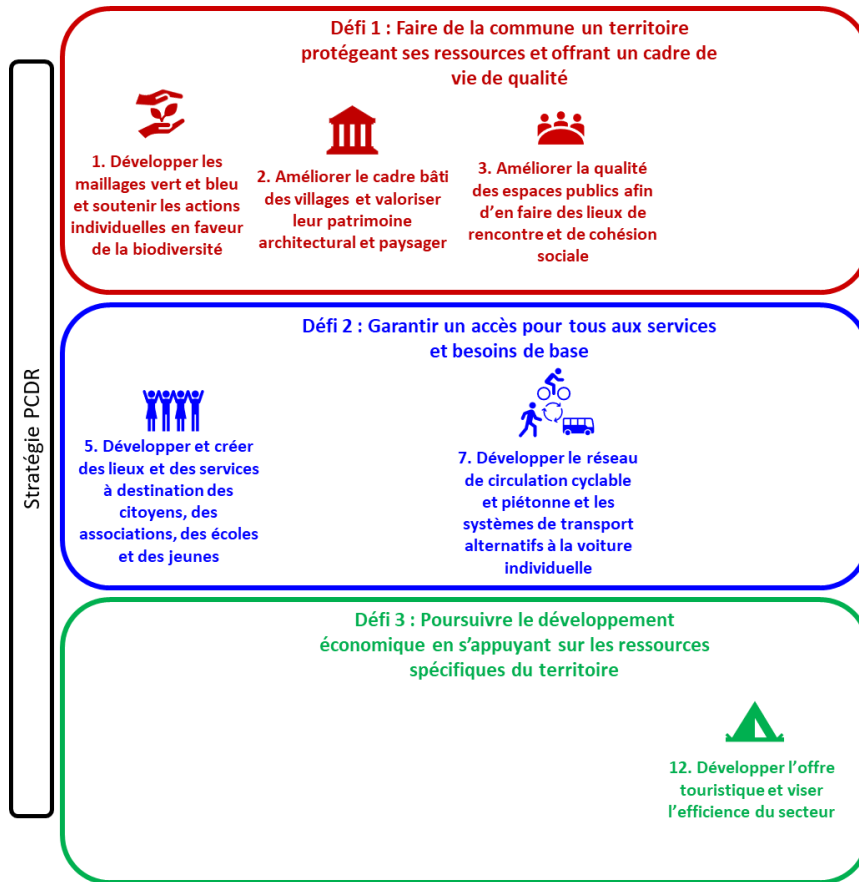 Stratégie PCDR
Défi 1 : Faire de la commune un territoire
protégeant ses ressources et offrant un cadre de
vie de qualité
1. Développer les
maillages vert et bleu
et soutenir les actions
individuelles en faveur
de la biodiversité
2. Améliorer le cadre bâti
des villages et valoriser
leur patrimoine
architectural et paysager
3. Améliorer la qualité
des espaces publics afin
d’en faire des lieux de
rencontre et de cohésion
sociale
Défi 2 : Garantir un accès pour tous aux services
et besoins de base
5. Développer et créer
des lieux et des services
à destination des
citoyens, des
associations, des écoles
et des jeunes
7. Développer le réseau
de circulation cyclable
et piétonne et les
systèmes de transport
alternatifs à la voiture
individuelle
Défi 3 : Poursuivre le développement
économique en s’appuyant sur les ressources
spécifiques du territoire
12. Développer l’offre
touristique et viser
l’efficience du secteur